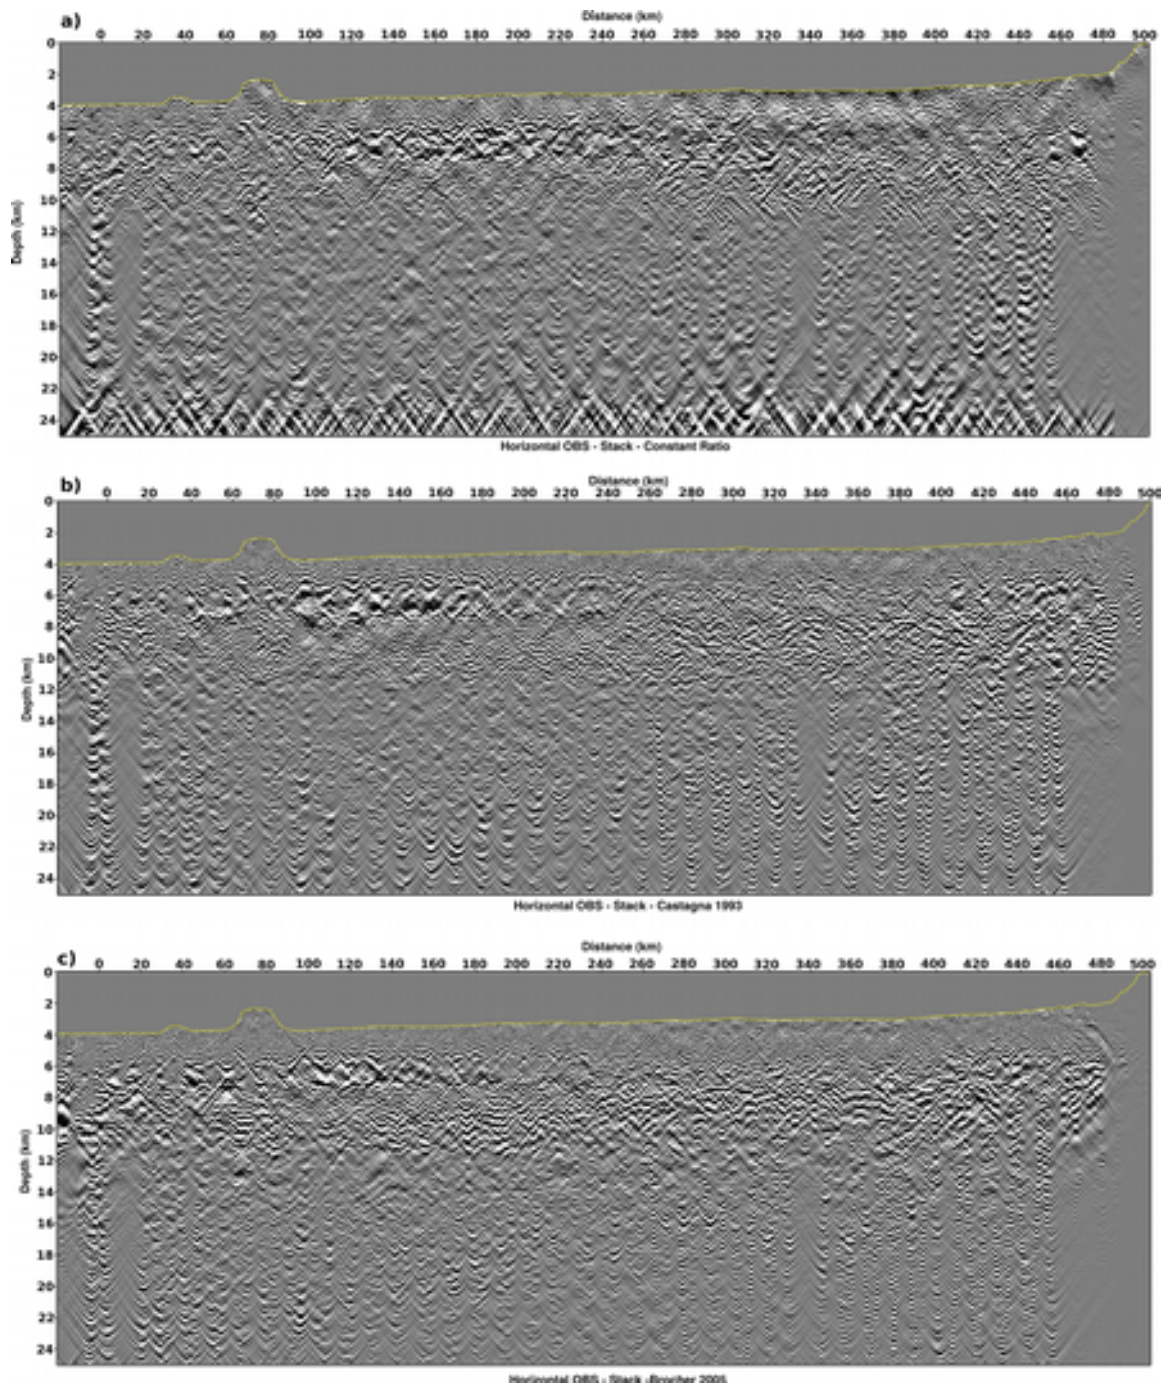 a)
Distance (km)
0 20 40 60 80 100 120 140 160 180 200 220 240 260 280 300 320 340 360 380 400 420 440 460 480 500
0
2
4
6
8
10
12
14
16
18
20
22
24
Depth (km)
Horizontal OBS - Stack - Constant Ratio
b)
Distance (km)
0 20 40 60 80 100 120 140 160 180 200 220 240 260 280 300 320 340 360 380 400 420 440 460 480 500
0
2
4
6
8
10
12
14
16
18
20
22
24
Depth (km)
Horizontal OBS - Stack - Castagna 1993
c)
Distance (km)
0 20 40 60 80 100 120 140 160 180 200 220 240 260 280 300 320 340 360 380 400 420 440 460 480 500
0
2
4
6
8
10
12
14
16
18
20
22
24
Depth (km)
Horizontal OBS - Stack -Brocher 2005